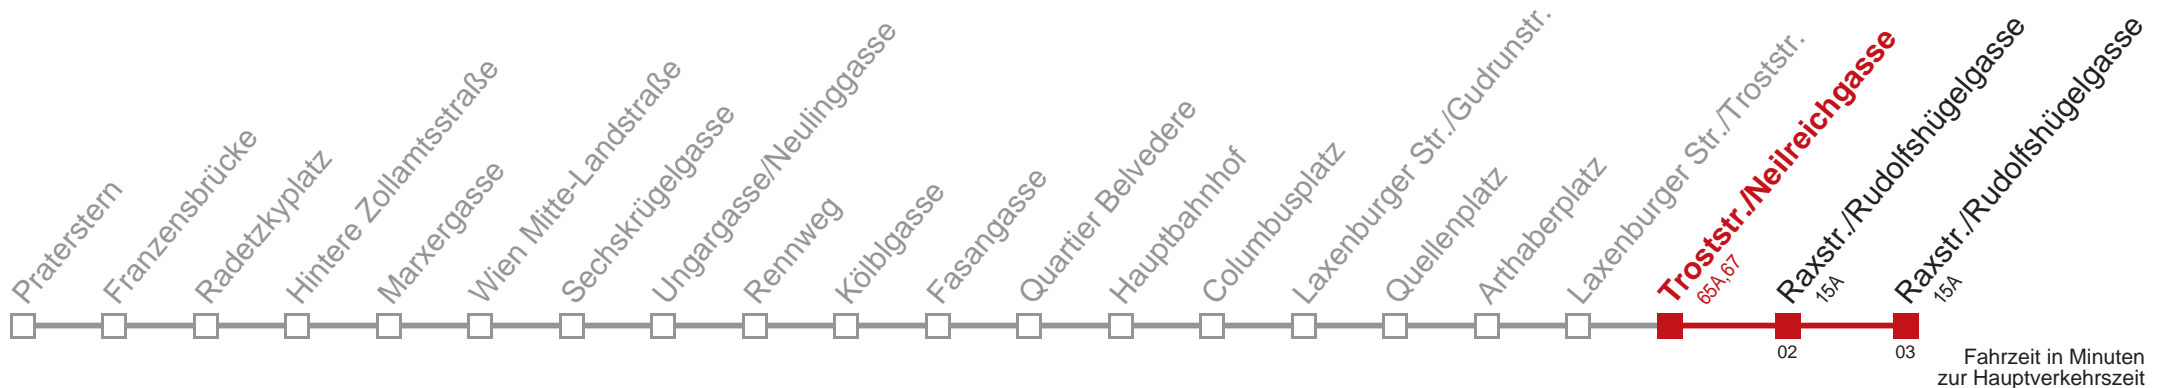 Praterstern
Franzensbrücke
Radetzkyplatz
Hintere Zollamtsstraße
Marxergasse
Wien Mitte-Landstraße
Sechskrügelgasse
Ungargasse/Neulinggasse
Rennweg
Kölblgasse
Fasangasse
Quartier Belvedere
Hauptbahnhof
Columbusplatz
Laxenburger Str./Gudrunstr.
Quellenplatz
Arthaberplatz
Laxenburger Str./Troststr.
Troststr./Neilreichgasse
65A,67
Raxstr./Rudolfshügelgasse
15A
Raxstr./Rudolfshügelgasse
15A
02
03
Fahrzeit in Minuten
zur Hauptverkehrszeit